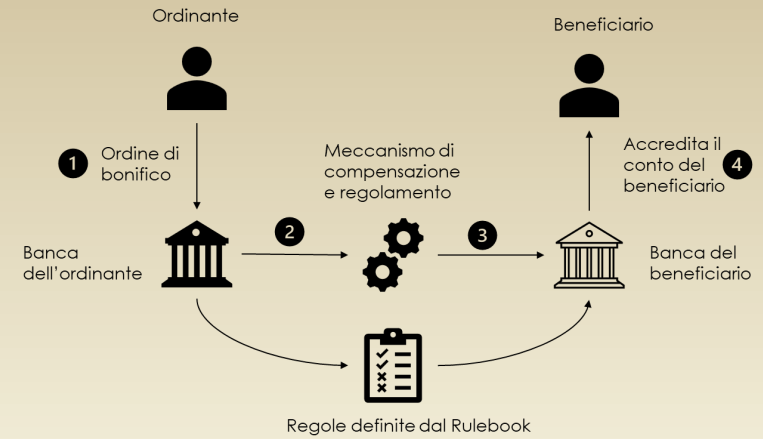 Ordinante
Beneficiario
1
Ordine di
bonifico
Meccanismo di
compensazione
e regolamento
Accredita il
conto del
beneficiario
4
2
3
Banca
dell'ordinante
Banca del
beneficiario
Regole definite dal Rulebook